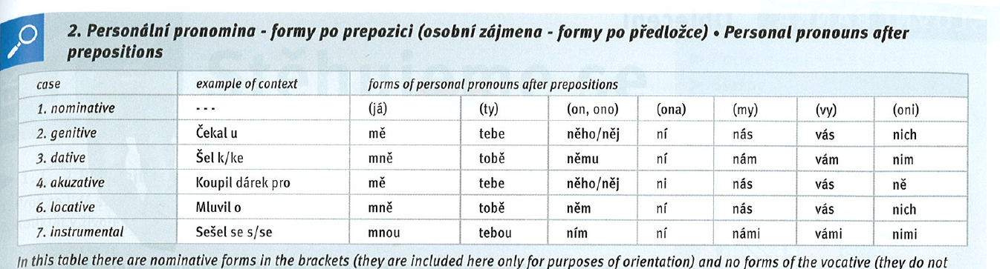 2. Personální pronomina - formy po prepozici (osobní zájmena - formy po předložce) • Personal pronouns after
prepositions
case example of context forms of personal pronouns after prepositions
1. nominative --- (já) (ty) (on, ono) (ona) (my) (vy) (oni)
2. genitive Čekal u mě tebe něho/něj ní nás vás nich
3. dative Šel k/ke mně tobě němu ní nám vám nim
4. akuzative Koupil dárek pro mě tebe něho/něj ni nás vás ně
6. locative Mluvil o mně tobě něm ní nás vás nich
7. instrumental Sešel se s/se mnou tebou ním ní námi vámi nimi
In this table there are nominative forms in the brackets (they are included here only for purposes of orientation) and no forms of the vocative (they do not